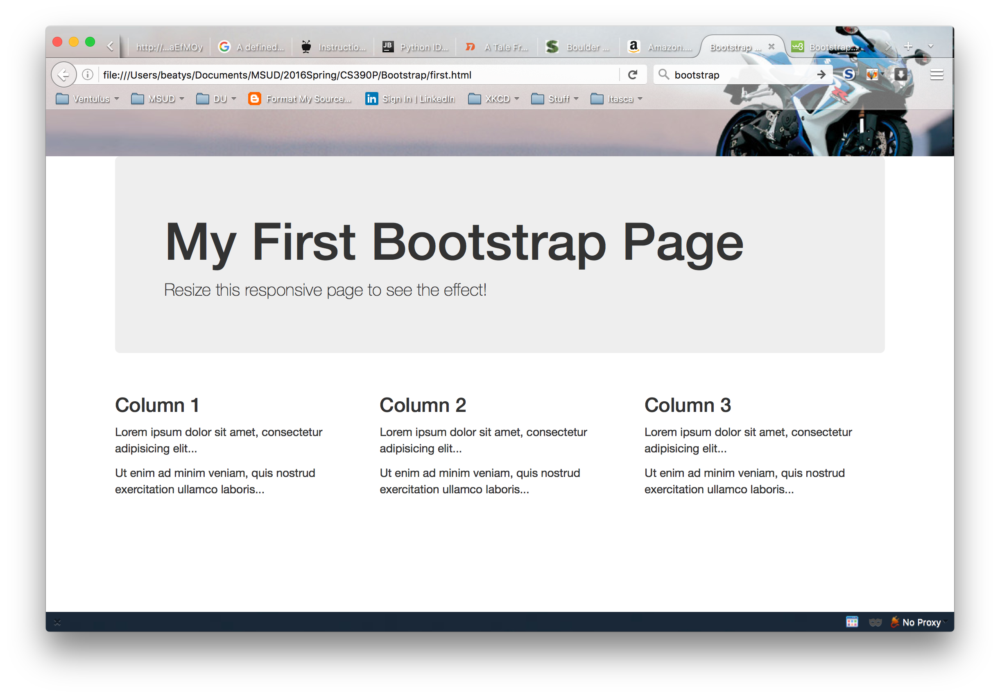 http://...aEfMOy A defined... Instructio... JB Python ID... A Tale Fr... S Boulder ... a Amazon.... Bootstrap ... w3 Bootstrap...
file:///Users/beatys/Documents/MSUD/2016Spring/CS390P/Bootstrap/first.html bootstrap S
Ventulus MSUD DU Format My Source... in Sign In | LinkedIn XKCD Stuff Itasca
My First Bootstrap Page
Resize this responsive page to see the effect!
Column 1 Column 2 Column 3
Lorem ipsum dolor sit amet, consectetur Lorem ipsum dolor sit amet, consectetur Lorem ipsum dolor sit amet, consectetur
adipisicing elit... adipisicing elit... adipisicing elit...
Ut enim ad minim veniam, quis nostrud Ut enim ad minim veniam, quis nostrud Ut enim ad minim veniam, quis nostrud
exercitation ullamco laboris... exercitation ullamco laboris... exercitation ullamco laboris...
No Proxy